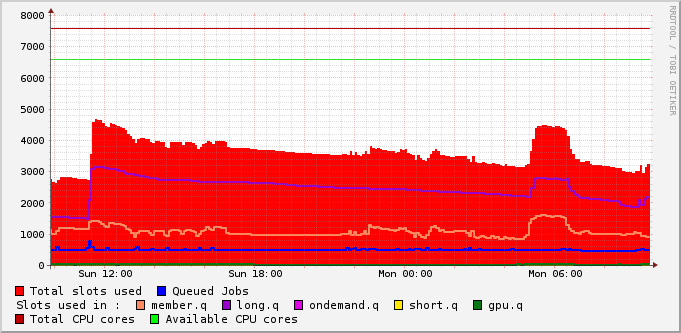 8000
7000
6000
5000
4000
3000
2000
1000
0
Sun 12:00 Sun 18:00 Mon 00:00 Mon 06:00
RRDTOOL / TOBI OETIKER
Total slots used Queued Jobs
Slots used in : member.q long.q ondemand.q short.q gpu.q
Total CPU cores Available CPU cores